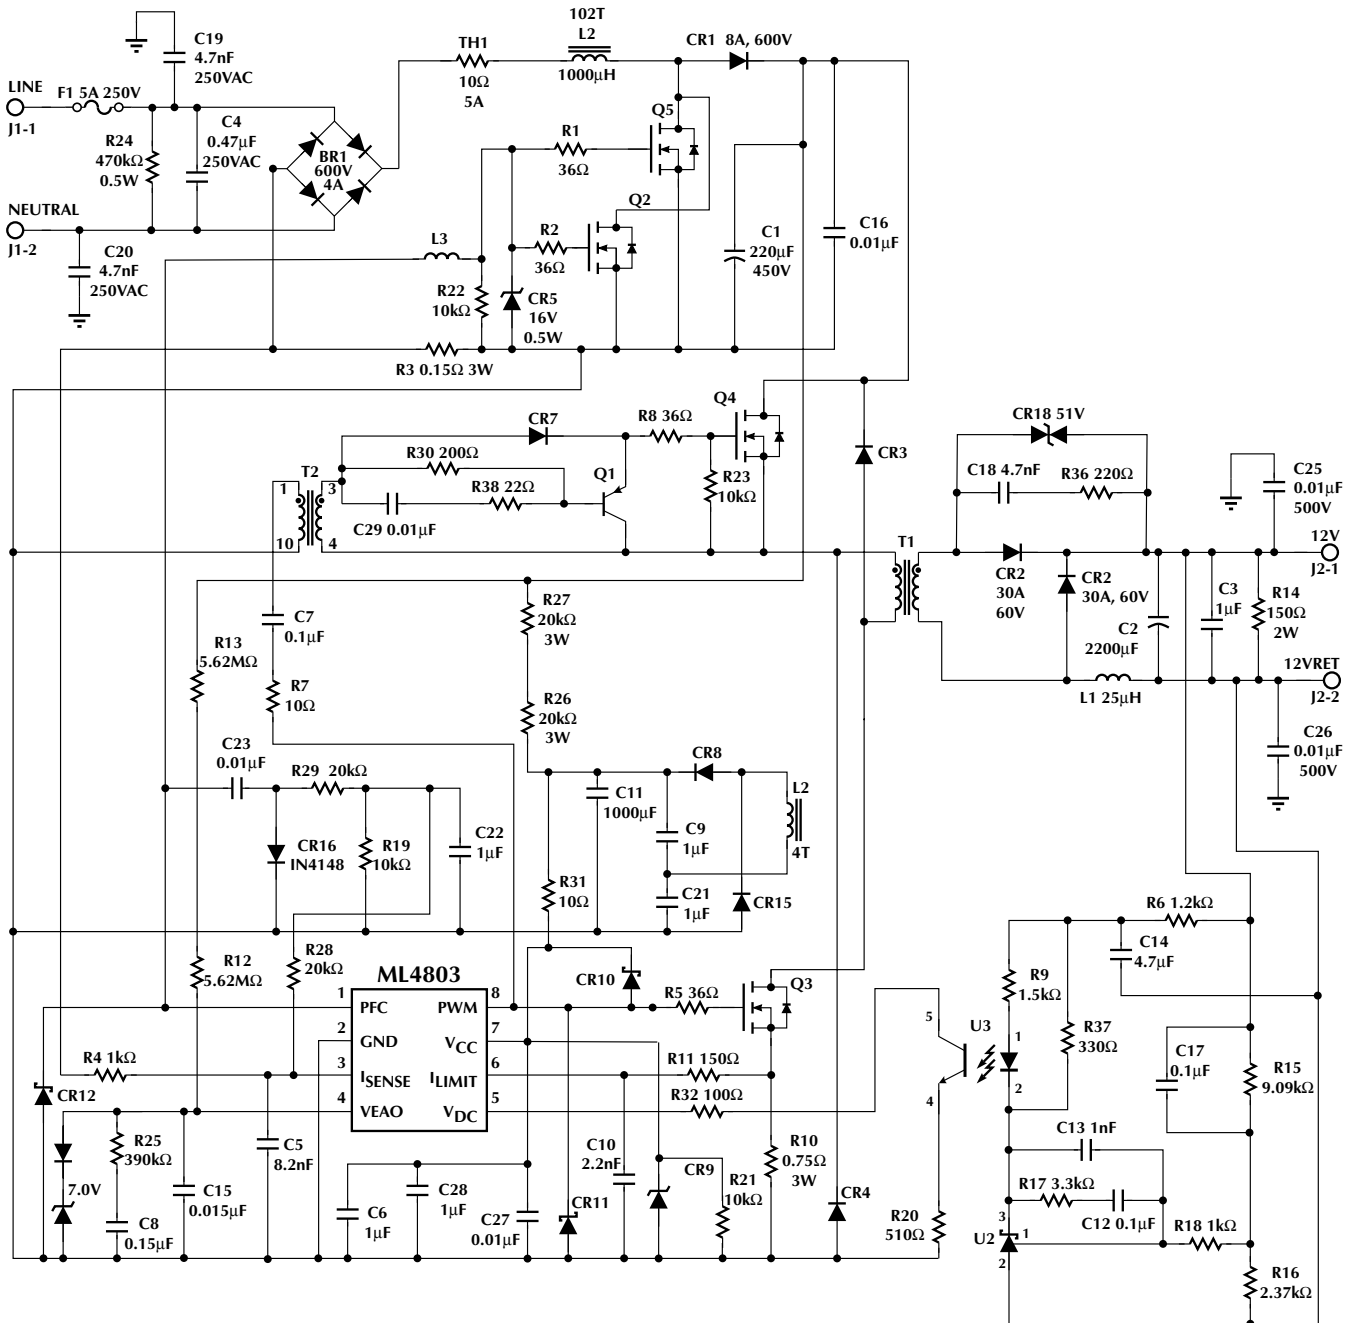 102T
L2
1000μH
C19
4.7nF
250VAC
TH1
10Ω
5A
CR1 8A, 600V
LINE
J1-1
F1 5A 250V
R24
470kΩ
0.5W
C4
0.47μF
250VAC
BR1
600V
4A
R1
36Ω
Q5
Q2
R2
36Ω
NEUTRAL
J1-2
C20
4.7nF
250VAC
L3
R22
10kΩ
CR5
16V
0.5W
C1
220μF
450V
C16
0.01μF
R3 0.15Ω 3W
CR7
R8 36Ω
Q4
CR3
CR18 51V
R30 200Ω
Q1
R23
10kΩ
C18 4.7nF
R36 220Ω
C25
0.01μF
500V
T2
1
3
10
4
R38 22Ω
C29 0.01μF
T1
12V
J2-1
CR2
30A
60V
CR2
30A, 60V
C3
1μF
R14
150Ω
2W
C2
2200μF
12VRET
J2-2
L1 25μH
C26
0.01μF
500V
C7
0.1μF
R27
20kΩ
3W
R13
5.62MΩ
R7
10Ω
R26
20kΩ
3W
C23
0.01μF
R29 20kΩ
CR8
L2
4T
C11
1000μF
C9
1μF
CR16
IN4148
R19
10kΩ
C22
1μF
R31
10Ω
C21
1μF
CR15
R6 1.2kΩ
C14
4.7μF
R12
5.62MΩ
R28
20kΩ
ML4803
1 PFC
2 GND
3 ISENSE
4 VEAO
PWM 8
VCC 7
ILIMIT 6
VDC 5
CR10
R5 36Ω
Q3
R9
1.5kΩ
5
U3
4
1
2
R37
330Ω
R4 1kΩ
R11 150Ω
R32 100Ω
C17
0.1μF
R15
9.09kΩ
CR12
R25
390kΩ
7.0V
C5
8.2nF
C15
0.015μF
C8
0.15μF
C10
2.2nF
R10
0.75Ω
3W
C13 1nF
C6
1μF
C28
1μF
C27
0.01μF
CR11
CR9
R21
10kΩ
CR4
R20
510Ω
R17 3.3kΩ
C12 0.1μF
R18 1kΩ
U2
3
1
2
R16
2.37kΩ